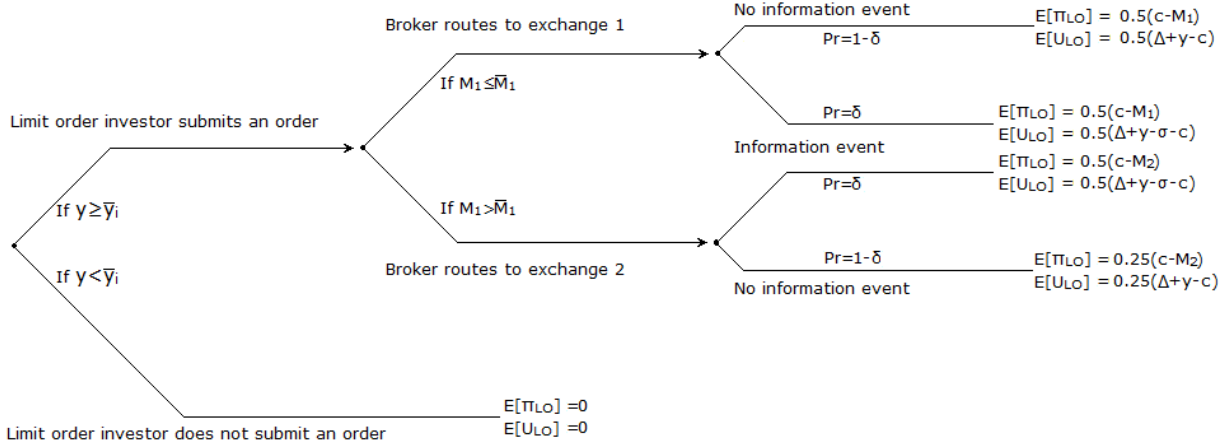 No information event
E[πLO] = 0.5(c-M₁)
Pr=1-δ
E[ULO] = 0.5(Δ+y-c)
Broker routes to exchange 1
If M₁≤M̅₁
Limit order investor submits an order
Pr=δ
E[πLO] = 0.5(c-M₁)
E[ULO] = 0.5(Δ+y-σ-c)
Information event
E[πLO] = 0.5(c-M₂)
Pr=δ
E[ULO] = 0.5(Δ+y-σ-c)
If y≥y̅ᵢ
If M₁>M̅₁
Broker routes to exchange 2
If y<y̅ᵢ
Pr=1-δ
E[πLO] = 0.25(c-M₂)
E[ULO] = 0.25(Δ+y-c)
No information event
E[πLO] =0
E[ULO] =0
Limit order investor does not submit an order